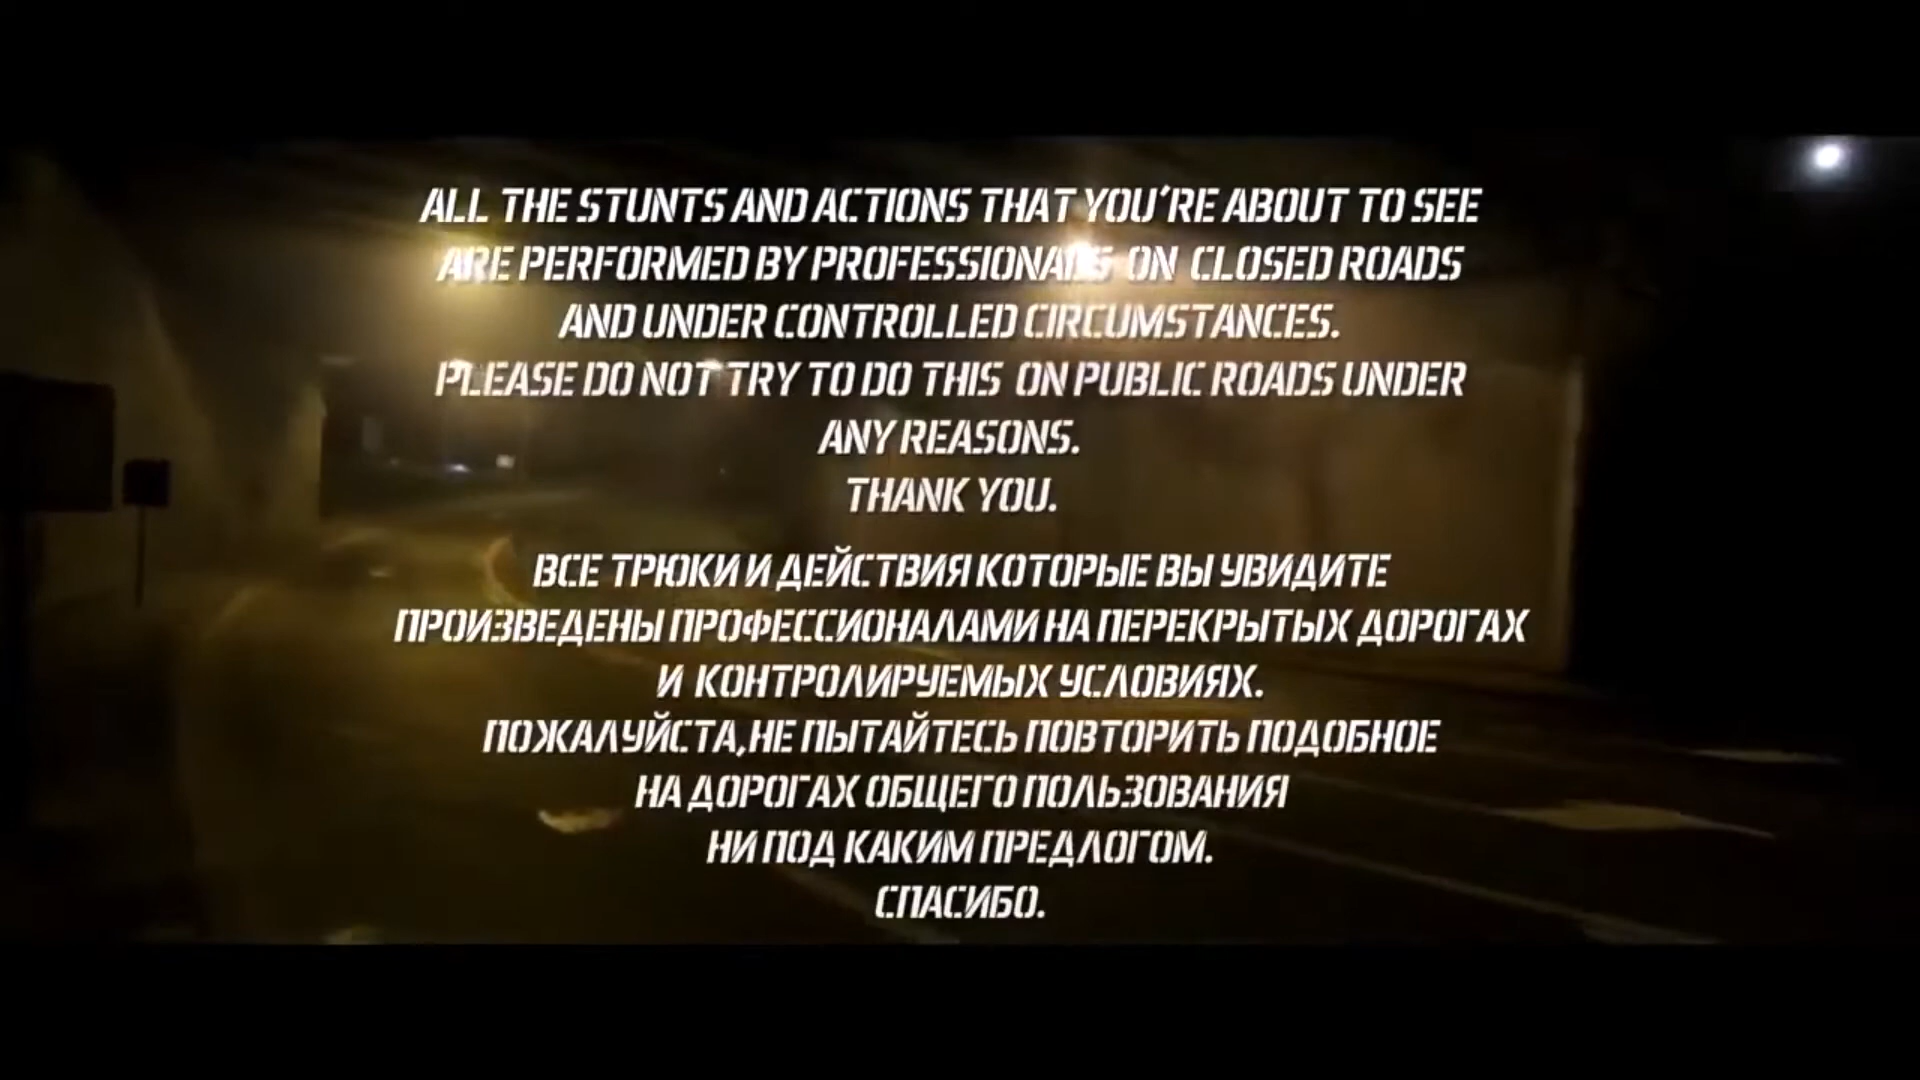 ALL THE STUNTS AND ACTIONS THAT YOU'RE ABOUT TO SEE
ARE PERFORMED BY PROFESSIONALS ON CLOSED ROADS
AND UNDER CONTROLLED CIRCUMSTANCES.
PLEASE DO NOT TRY TO DO THIS ON PUBLIC ROADS UNDER
ANY REASONS.
THANK YOU.
ВСЕ ТРЮКИ И ДЕЙСТВИЯ КОТОРЫЕ ВЫ УВИДИТЕ
ПРОИЗВЕДЕНЫ ПРОФЕССИОНАЛАМИ НА ПЕРЕКРЫТЫХ ДОРОГАХ
И КОНТРОЛИРУЕМЫХ УСЛОВИЯХ.
ПОЖАЛУЙСТА,НЕ ПЫТАЙТЕСЬ ПОВТОРИТЬ ПОДОБНОЕ
НА ДОРОГАХ ОБЩЕГО ПОЛЬЗОВАНИЯ
НИ ПОД КАКИМ ПРЕДЛОГОМ.
СПАСИБО.